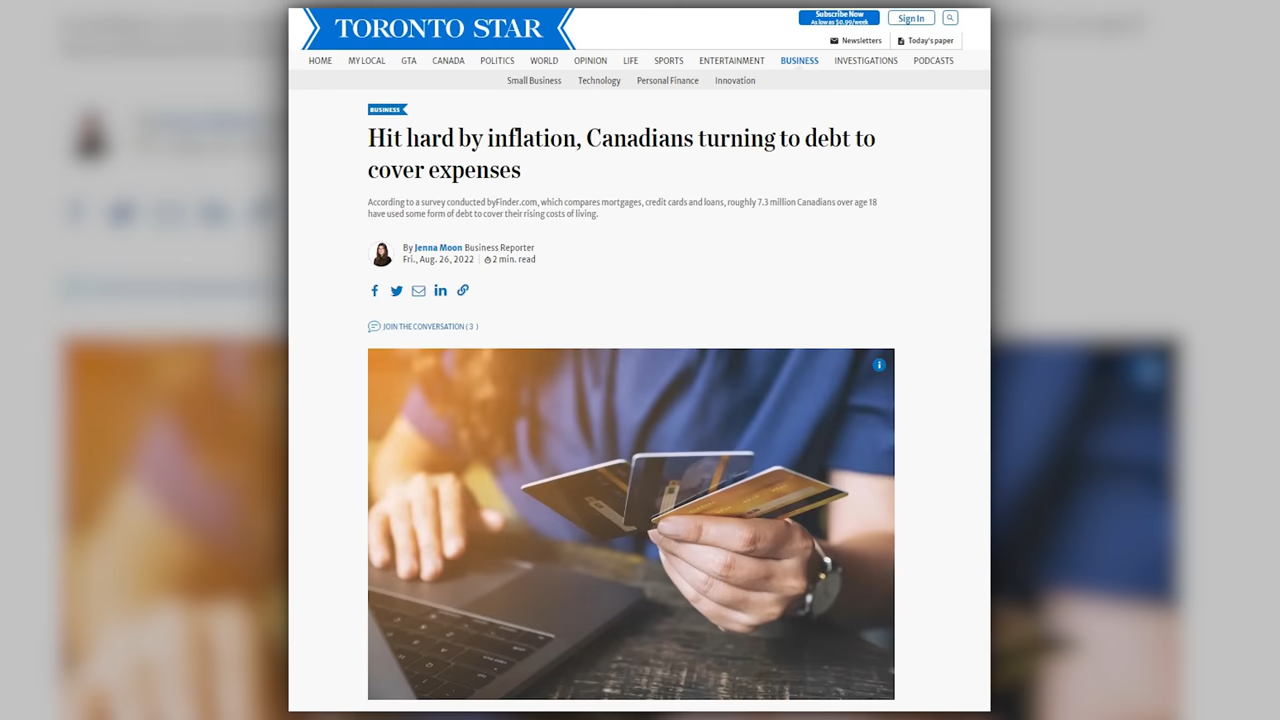 TORONTO STAR
Subscribe Now
As low as $0.99/week
Sign In
Newsletters
Today's paper
HOME MY LOCAL GTA CANADA POLITICS WORLD OPINION LIFE SPORTS ENTERTAINMENT BUSINESS INVESTIGATIONS PODCASTS
Small Business Technology Personal Finance Innovation
BUSINESS
Hit hard by inflation, Canadians turning to debt to
cover expenses
According to a survey conducted byFinder.com, which compares mortgages, credit cards and loans, roughly 7.3 million Canadians over age 18
have used some form of debt to cover their rising costs of living.
By Jenna Moon Business Reporter
Fri., Aug. 26, 2022 2 min. read
JOIN THE CONVERSATION ( 3 )